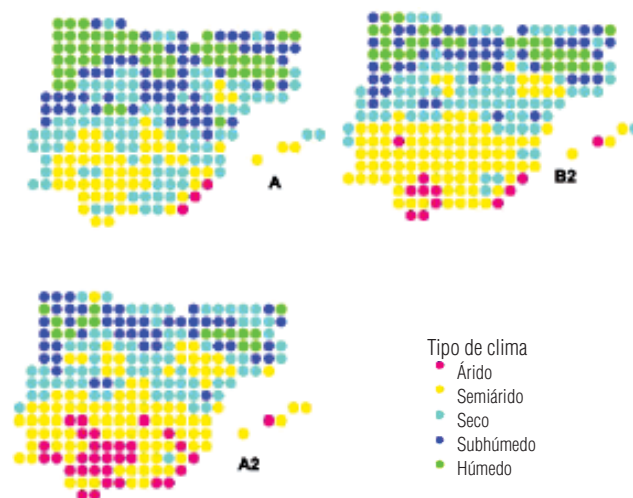 A
B2
A2
Tipo de clima
Árido
Semiárido
Seco
Subhúmedo
Húmedo